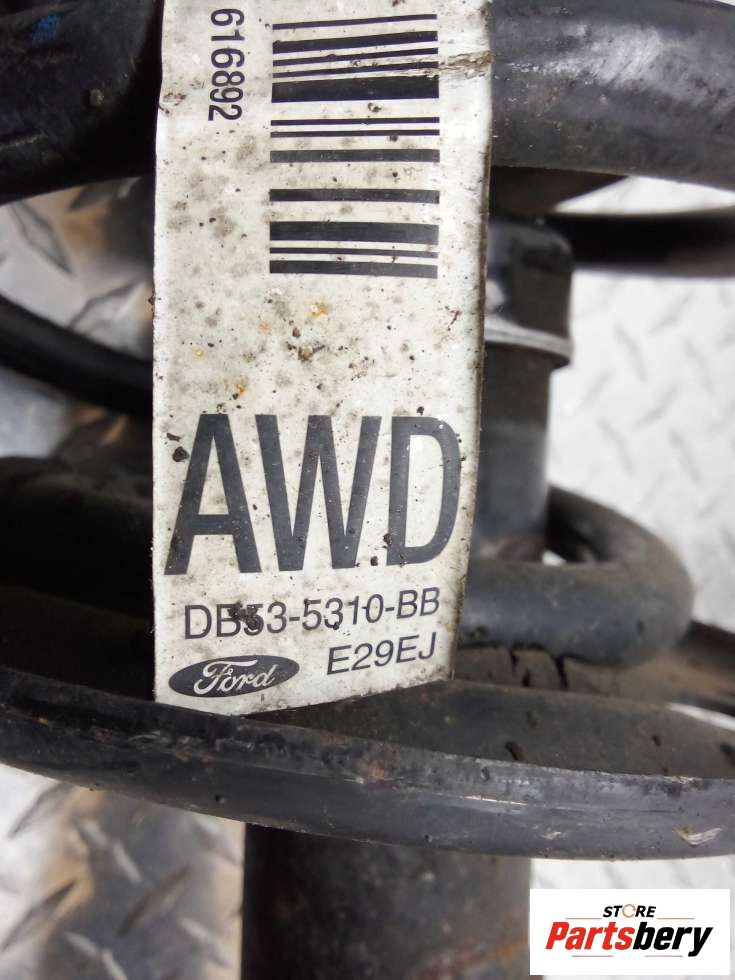 616892
AWD
DB53-5310-BB
E29EJ
Ford
STORE
Partsbery